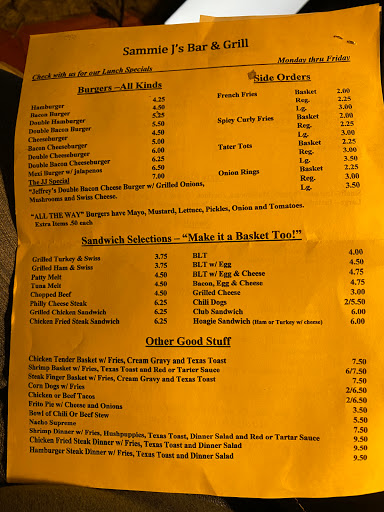 Sammie J's Bar & Grill
Check with us for our Lunch Specials
Monday thru Friday
Burgers –All Kinds
Hamburger 4.25
Bacon Burger 4.50
Double Hamburger 5.25
Double Bacon Burger 5.50
Cheeseburger 4.50
Bacon Cheeseburger 5.00
Double Cheeseburger 6.00
Double Bacon Cheeseburger 6.25
Mexi Burger w/ jalapenos 6.50
The JJ Special 7.00
"Jeffrey's Double Bacon Cheese Burger w/ Grilled Onions,
Mushrooms and Swiss Cheese.
Side Orders
French Fries Basket 2.00
Reg. 2.25
Lg. 3.00
Spicy Curly Fries Basket 2.00
Reg. 2.25
Lg. 3.00
Tater Tots Basket 2.25
Reg. 3.00
Lg. 3.50
Onion Rings Basket 2.25
Reg. 3.00
Lg. 3.50
"ALL THE WAY" Burgers have Mayo, Mustard, Lettuce, Pickles, Onion and Tomatoes.
Extra Items .50 each
Sandwich Selections – "Make it a Basket Too!"
Grilled Turkey & Swiss 3.75
Grilled Ham & Swiss 3.75
Patty Melt 4.50
Tuna Melt 4.50
Chopped Beef 4.50
Philly Cheese Steak 6.25
Grilled Chicken Sandwich 6.25
Chicken Fried Steak Sandwich 6.25
BLT 4.00
BLT w/ Egg 4.50
BLT w/ Egg & Cheese 4.75
Bacon, Egg & Cheese 4.75
Grilled Cheese 3.00
Chili Dogs 2/5.50
Club Sandwich 6.00
Hoagie Sandwich (Ham or Turkey w/ cheese) 6.00
Other Good Stuff
Chicken Tender Basket w/ Fries, Cream Gravy and Texas Toast 7.50
Shrimp Basket w/ Fries, Texas Toast and Red or Tarter Sauce 6/7.50
Steak Finger Basket w/ Fries, Cream Gravy and Texas Toast 7.50
Corn Dogs w/ Fries 2/6.50
Chicken or Beef Tacos 2/6.50
Frito Pie w/ Cheese and Onions 3.50
Bowl of Chili Or Beef Stew 5.50
Nacho Supreme 7.50
Shrimp Dinner w/ Fries, Hushpupples, Texas Toast, Dinner Salad and Red or Tartar Sauce 9.50
Chicken Fried Steak Dinner w/ Fries, Texas Toast and Dinner Salad 9.50
Hamburger Steak Dinner w/ Fries, Texas Toast and Dinner Salad 9.50